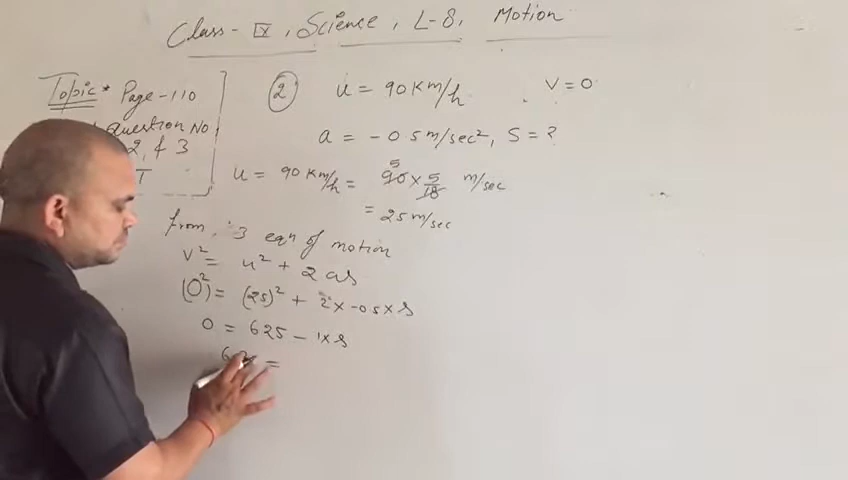 Class - IX, Science, L-8, Motion
Topic* Page-110
Question No
2, & 3
(2) u = 90 Km/h . V = 0
a = - 0 5 m/sec², S = ?
u = 90 Km/h = 90 5 × 5/18 m/sec
= 25 m/sec
from 3 eqn of motion
V² = u² + 2 as
(0)² = (25)² + 2 × -0 5 × s
0 = 625 - 1 × s
=